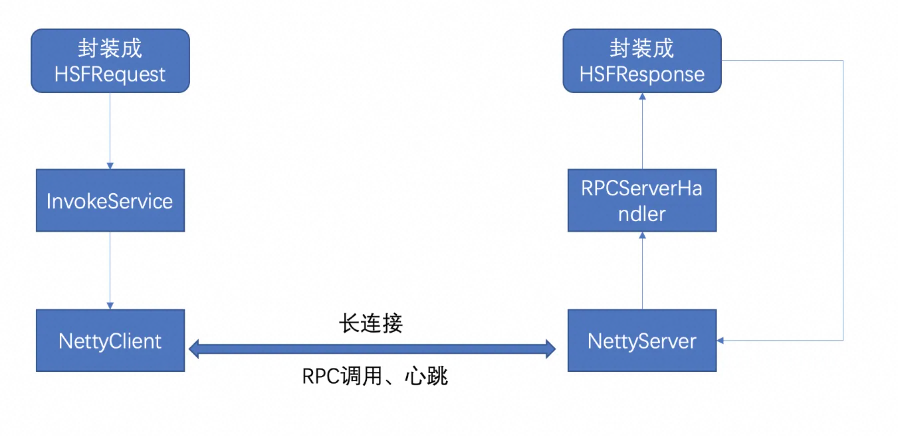 封装成
HSFRequest
封装成
HSFResponse
InvokeService
RPCServerHa
ndler
长连接
NettyClient
NettyServer
RPC调用、心跳